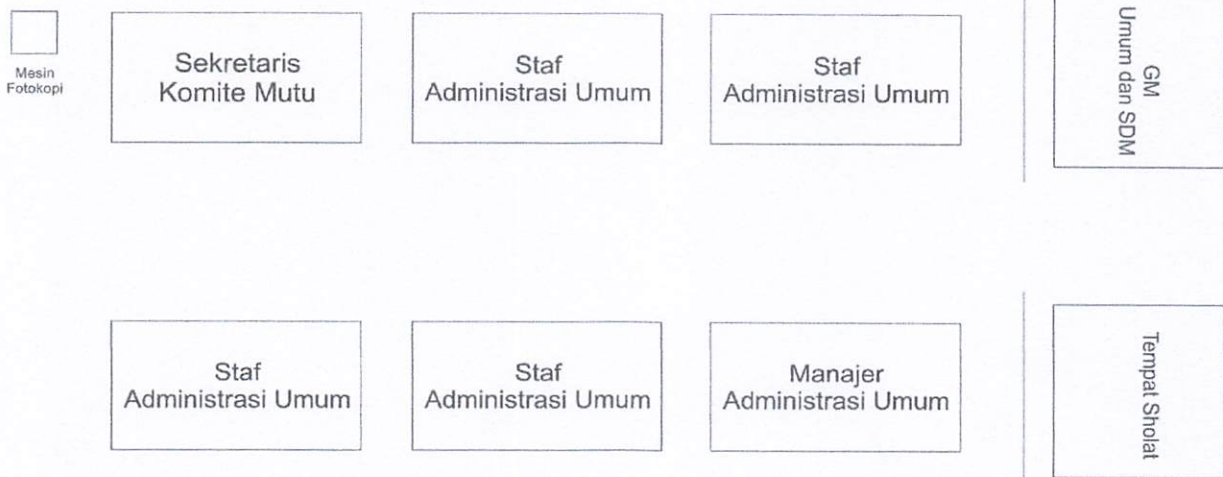 Mesin
Fotokopi
Sekretaris
Komite Mutu
Staf
Administrasi Umum
Staf
Administrasi Umum
GM
Umum dan SDM
Staf
Administrasi Umum
Staf
Administrasi Umum
Manajer
Administrasi Umum
Tempat Sholat